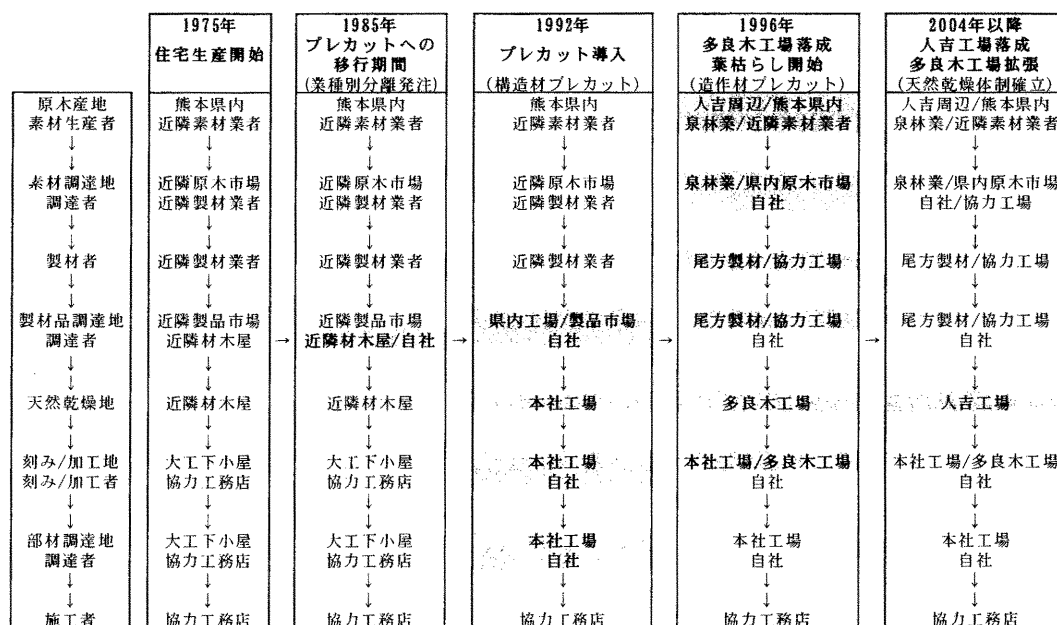 1975年
住宅生産開始
1985年
プレカットへの
移行期間
(業種別分離発注)
1992年
プレカット導入
(構造材プレカット)
1996年
多良木工場落成
葉枯らし開始
(造作材プレカット)
2004年以降
人吉工場落成
多良木工場拡張
(天然乾燥体制確立)
原木産地 熊本県内 熊本県内 熊本県内 人吉周辺/熊本県内 人吉周辺/熊本県内
素材生産者 近隣素材業者 近隣素材業者 近隣素材業者 泉林業/近隣素材業者 泉林業/近隣素材業者
↓ ↓ ↓ ↓ ↓ ↓
↓ ↓ ↓ ↓ ↓ ↓
素材調達地 近隣原木市場 近隣原木市場 近隣原木市場 泉林業/県内原木市場 泉林業/県内原木市場
調達者 近隣製材業者 近隣製材業者 近隣製材業者 自社 自社/協力工場
↓ ↓ ↓ ↓ ↓ ↓
↓ ↓ ↓ ↓ ↓ ↓
製材者 近隣製材業者 近隣製材業者 近隣製材業者 尾方製材/協力工場 尾方製材/協力工場
↓ ↓ ↓ ↓ ↓ ↓
↓ ↓ ↓ ↓ ↓ ↓
製材品調達地 近隣製品市場 近隣製品市場 県内工場/製品市場 尾方製材/協力工場 尾方製材/協力工場
調達者 近隣材木屋 → 近隣材木屋/自社 → 自社 → 自社 → 自社
↓ ↓ ↓ ↓ ↓ ↓
↓ ↓ ↓ ↓ ↓ ↓
天然乾燥地 近隣材木屋 近隣材木屋 本社工場 多良木工場 人吉工場
↓ ↓ ↓ ↓ ↓ ↓
↓ ↓ ↓ ↓ ↓ ↓
刻み/加工地 大工下小屋 大工下小屋 本社工場 本社工場/多良木工場 本社工場/多良木工場
刻み/加工者 協力工務店 協力工務店 自社 自社 自社
↓ ↓ ↓ ↓ ↓ ↓
↓ ↓ ↓ ↓ ↓ ↓
部材調達地 大工下小屋 大工下小屋 本社工場 本社工場 本社工場
調達者 協力工務店 協力工務店 自社 自社 自社
↓ ↓ ↓ ↓ ↓ ↓
↓ ↓ ↓ ↓ ↓ ↓
施工者 協力工務店 協力工務店 協力工務店 協力工務店 協力工務店